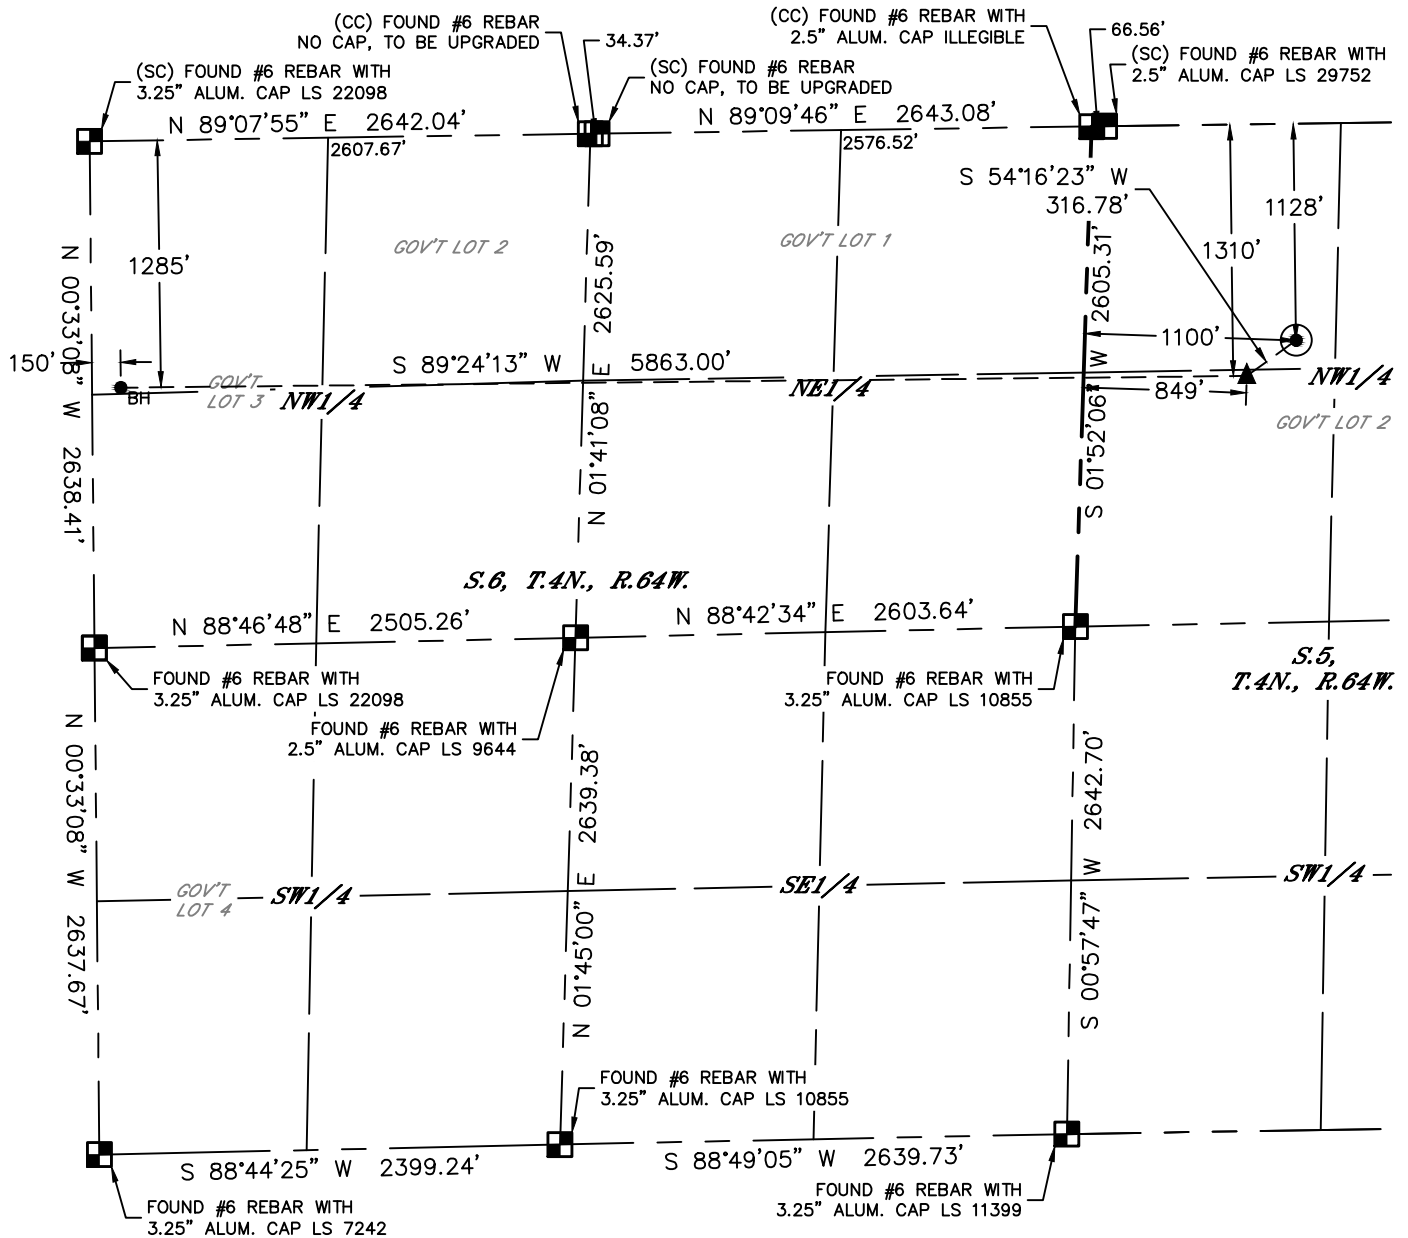 (CC) FOUND #6 REBAR
NO CAP, TO BE UPGRADED
34.37'
(CC) FOUND #6 REBAR WITH
2.5" ALUM. CAP ILLEGIBLE
66.56'
(SC) FOUND #6 REBAR WITH
2.5" ALUM. CAP LS 29752
(SC) FOUND #6 REBAR WITH
3.25" ALUM. CAP LS 22098
(SC) FOUND #6 REBAR
NO CAP, TO BE UPGRADED
N 89°07'55" E 2642.04'
2607.67'
N 89°09'46" E 2643.08'
2576.52'
S 54°16'23" W
316.78'
1128'
1310'
1285'
GOV'T LOT 2
GOV'T LOT 1
N 00°33'08" W 2638.41'
N 01°41'08" E 2625.59'
S 01°52'06" W 2605.31'
1100'
150'
S 89°24'13" W 5863.00'
BH
GOV'T
LOT 3
NW1/4
NE1/4
849'
NW1/4
GOV'T LOT 2
S.6, T.4N., R.64W.
N 88°46'48" E 2505.26'
N 88°42'34" E 2603.64'
S.5,
T.4N., R.64W.
FOUND #6 REBAR WITH
3.25" ALUM. CAP LS 22098
FOUND #6 REBAR WITH
2.5" ALUM. CAP LS 9644
FOUND #6 REBAR WITH
3.25" ALUM. CAP LS 10855
N 00°33'08" W 2637.67'
N 01°45'00" E 2639.38'
S 00°57'47" W 2642.70'
GOV'T
LOT 4
SW1/4
SE1/4
SW1/4
FOUND #6 REBAR WITH
3.25" ALUM. CAP LS 10855
S 88°44'25" W 2399.24'
S 88°49'05" W 2639.73'
FOUND #6 REBAR WITH
3.25" ALUM. CAP LS 7242
FOUND #6 REBAR WITH
3.25" ALUM. CAP LS 11399